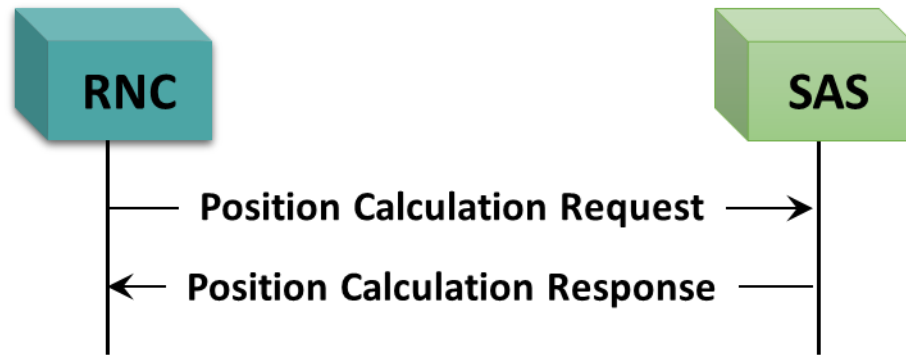 RNC
SAS
Position Calculation Request
Position Calculation Response